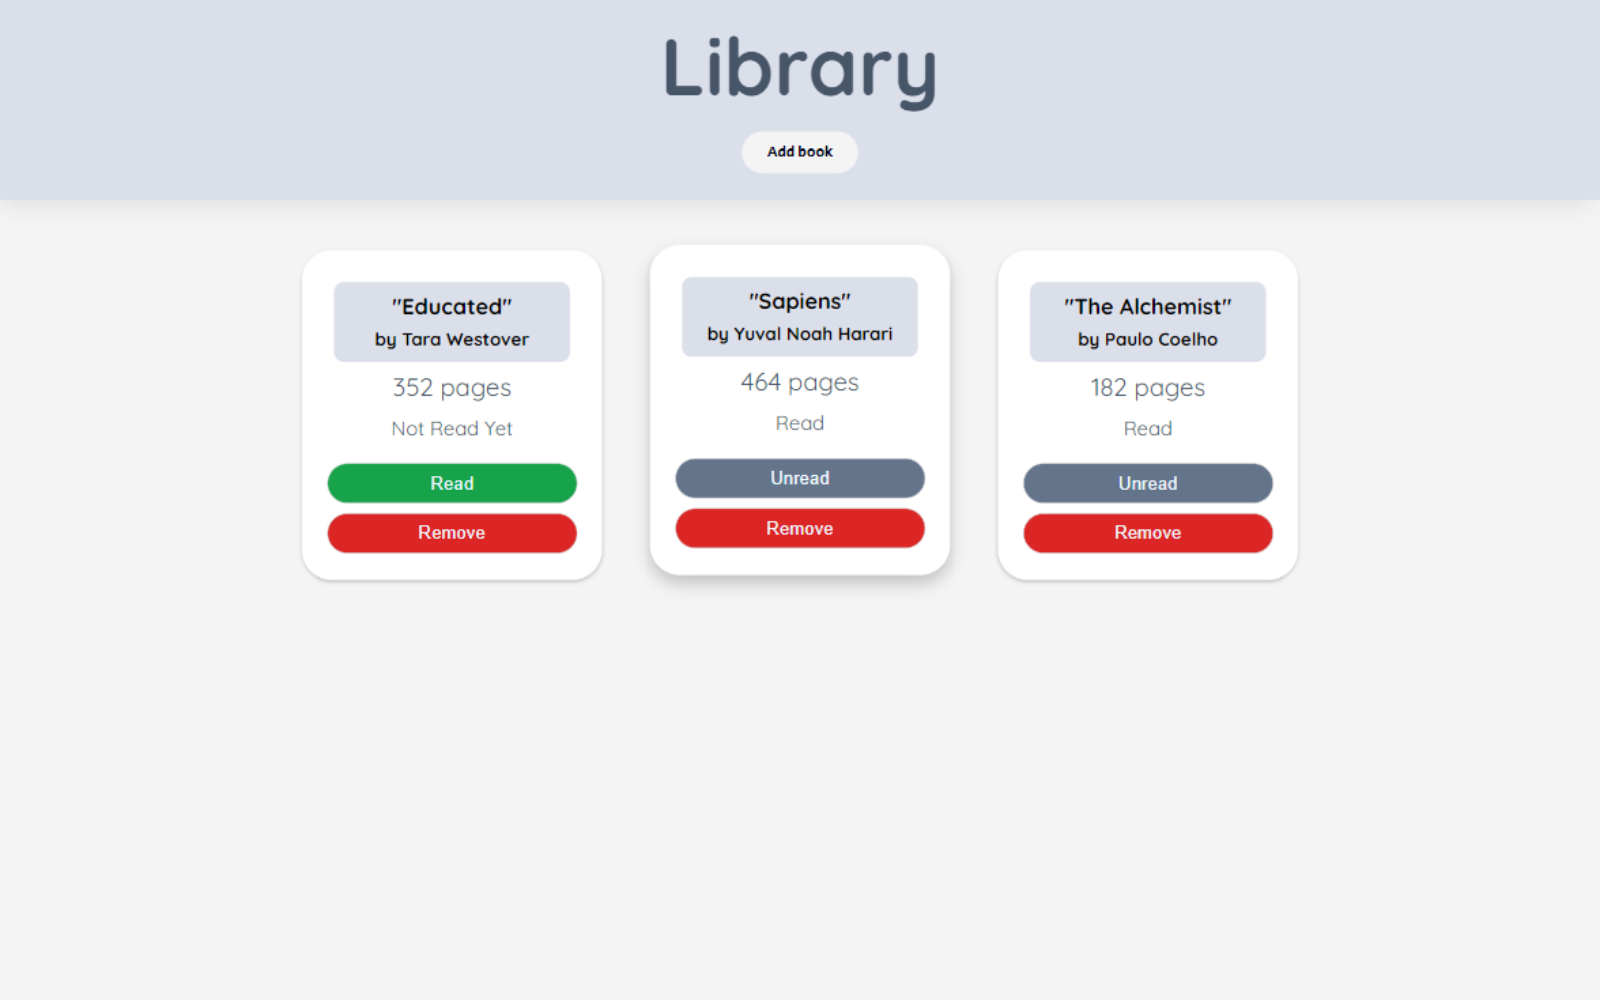 Library
Add book
"Educated"
by Tara Westover
352 pages
Not Read Yet
Read
Remove
"Sapiens"
by Yuval Noah Harari
464 pages
Read
Unread
Remove
"The Alchemist"
by Paulo Coelho
182 pages
Read
Unread
Remove